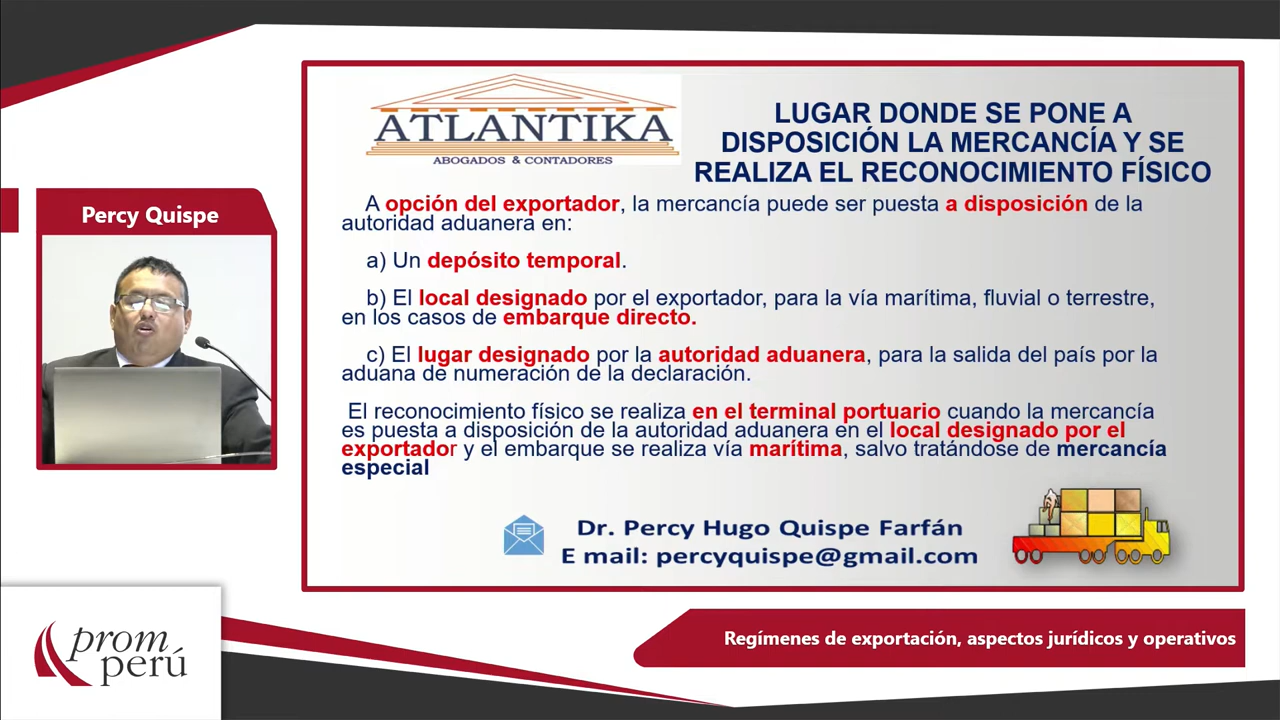 ATLANTIKA
ABOGADOS & CONTADORES
LUGAR DONDE SE PONE A
DISPOSICIÓN LA MERCANCÍA Y SE
REALIZA EL RECONOCIMIENTO FÍSICO
Percy Quispe
A opción del exportador, la mercancía puede ser puesta a disposición de la
autoridad aduanera en:
a) Un depósito temporal.
b) El local designado por el exportador, para la vía marítima, fluvial o terrestre,
en los casos de embarque directo.
c) El lugar designado por la autoridad aduanera, para la salida del país por la
aduana de numeración de la declaración.
El reconocimiento físico se realiza en el terminal portuario cuando la mercancía
es puesta a disposición de la autoridad aduanera en el local designado por el
exportador y el embarque se realiza vía marítima, salvo tratándose de mercancía
especial
Dr. Percy Hugo Quispe Farfán
E mail: percyquispe@gmail.com
prom
perú
Regímenes de exportación, aspectos jurídicos y operativos